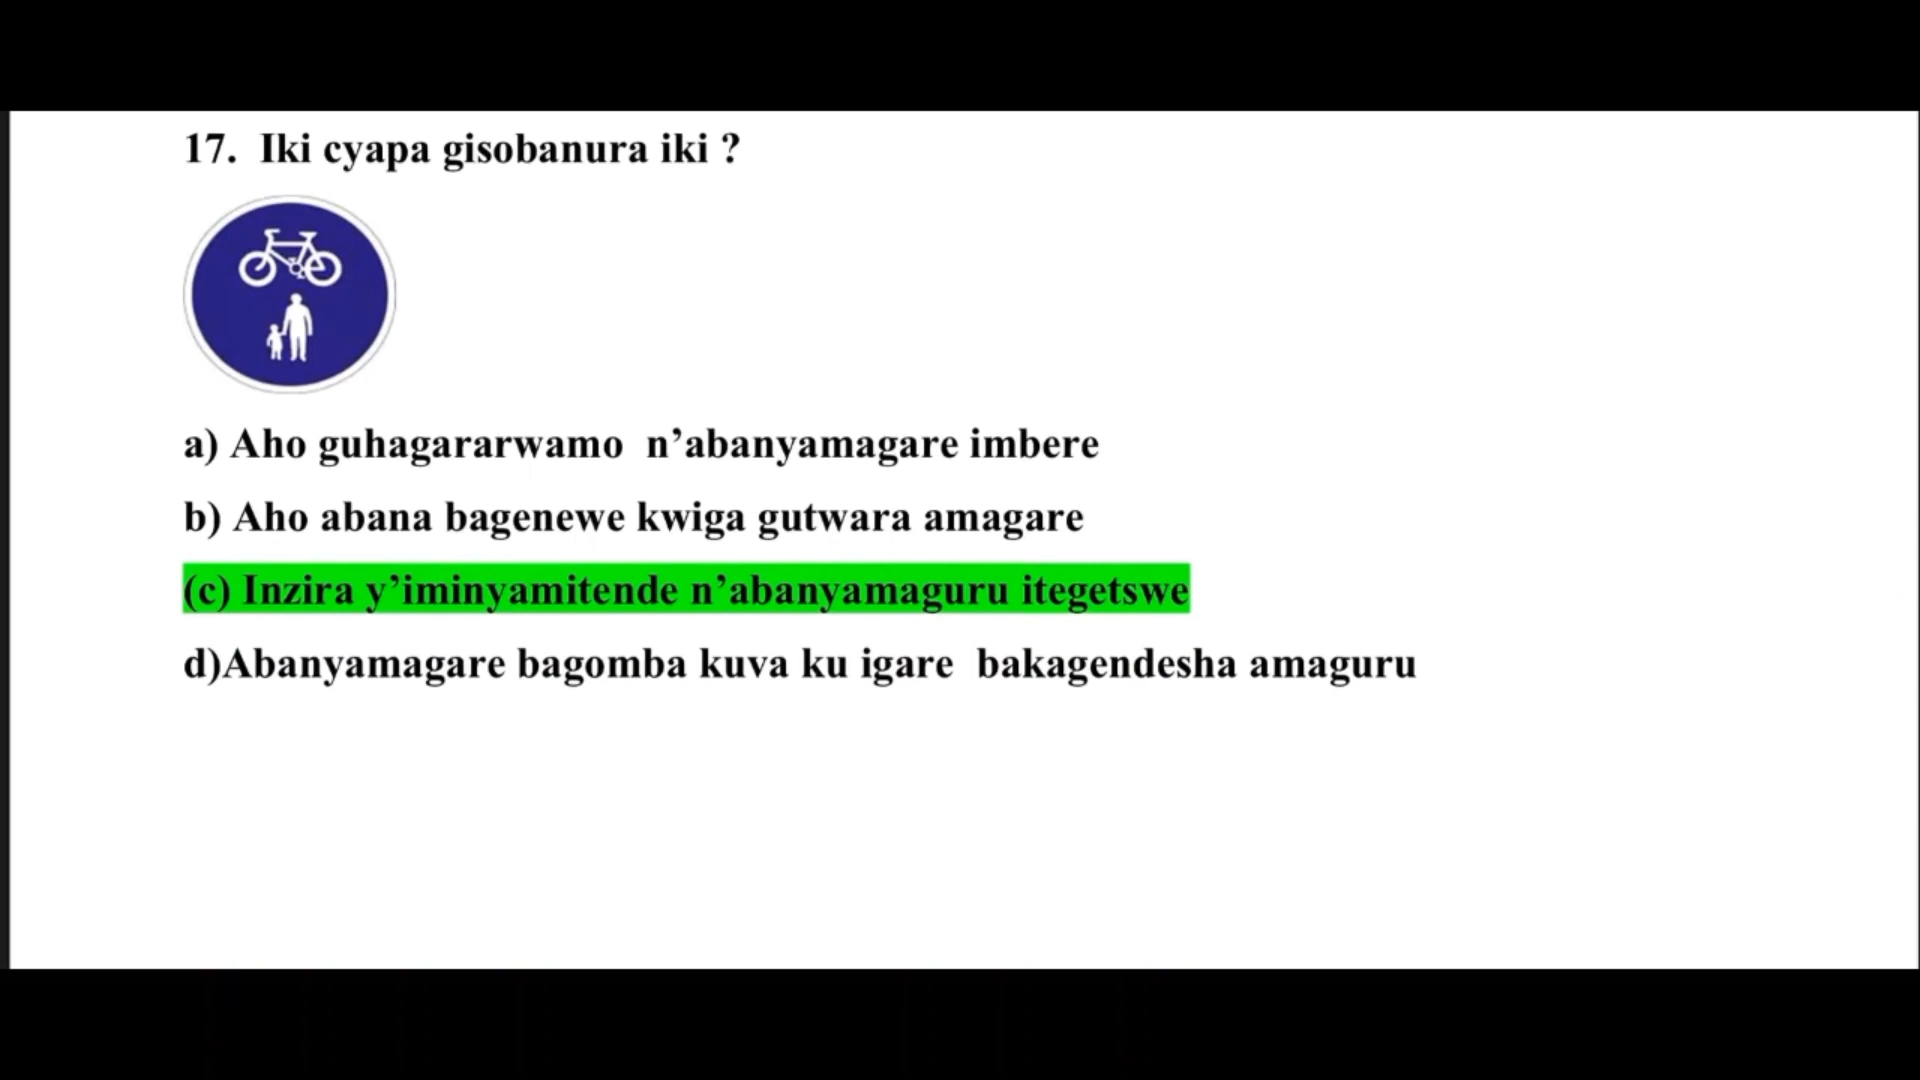 17. Iki cyapa gisobanura iki ?
a) Aho guhagararwamo n’abanyamagare imbere
b) Aho abana bagenewe kwiga gutwara amagare
(c) Inzira y’iminyamitende n’abanyamaguru itegetswe
d)Abanyamagare bagomba kuva ku igare bakagendesha amaguru